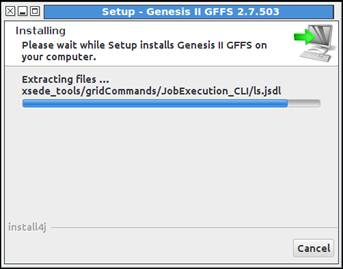 Setup - Genesis II GFFS 2.7.503
Installing
Please wait while Setup installs Genesis II GFFS on
your computer.
Extracting files ...
xsede_tools/gridCommands/JobExecution_CLI/ls.jsdl
install4j
Cancel